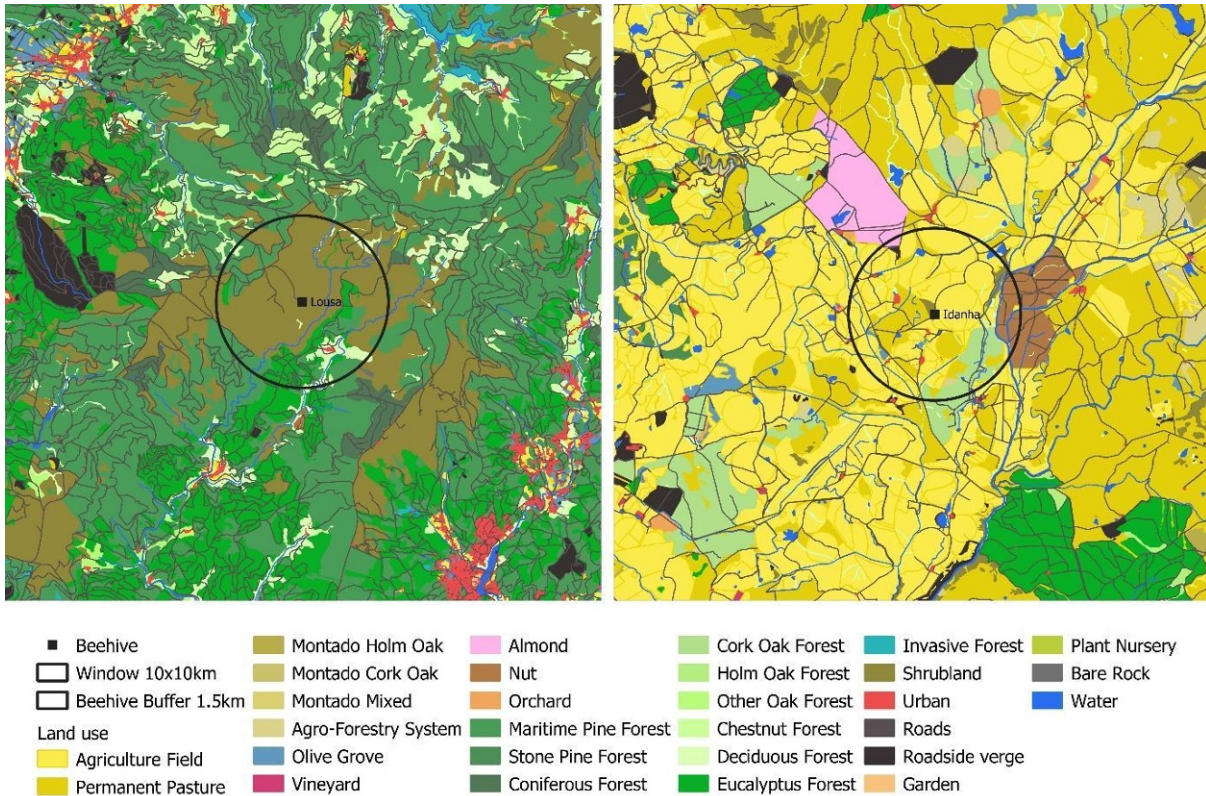 Lousa
Idanha
Beehive
Window 10x10km
Beehive Buffer 1.5km
Land use
Agriculture Field
Permanent Pasture
Montado Holm Oak
Montado Cork Oak
Montado Mixed
Agro-Forestry System
Olive Grove
Vineyard
Almond
Nut
Orchard
Maritime Pine Forest
Stone Pine Forest
Coniferous Forest
Cork Oak Forest
Holm Oak Forest
Other Oak Forest
Chestnut Forest
Deciduous Forest
Eucalyptus Forest
Invasive Forest
Shrubland
Urban
Roads
Roadside verge
Garden
Plant Nursery
Bare Rock
Water